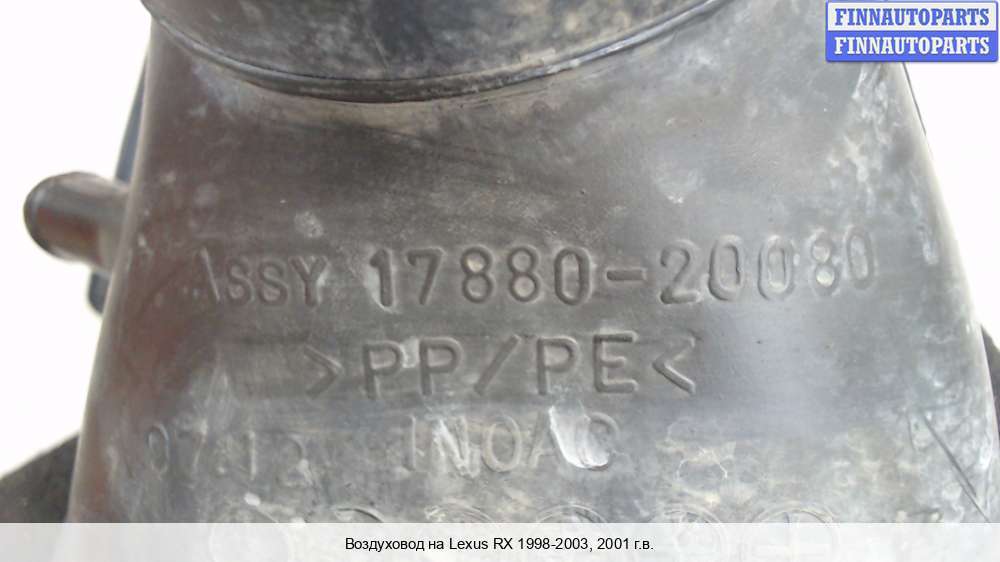 FINNAUTOPARTS
FINNAUTOPARTS
ASSY 17880-20080
>PP/PE<
INOAC
Воздуховод на Lexus RX 1998-2003, 2001 г.в.